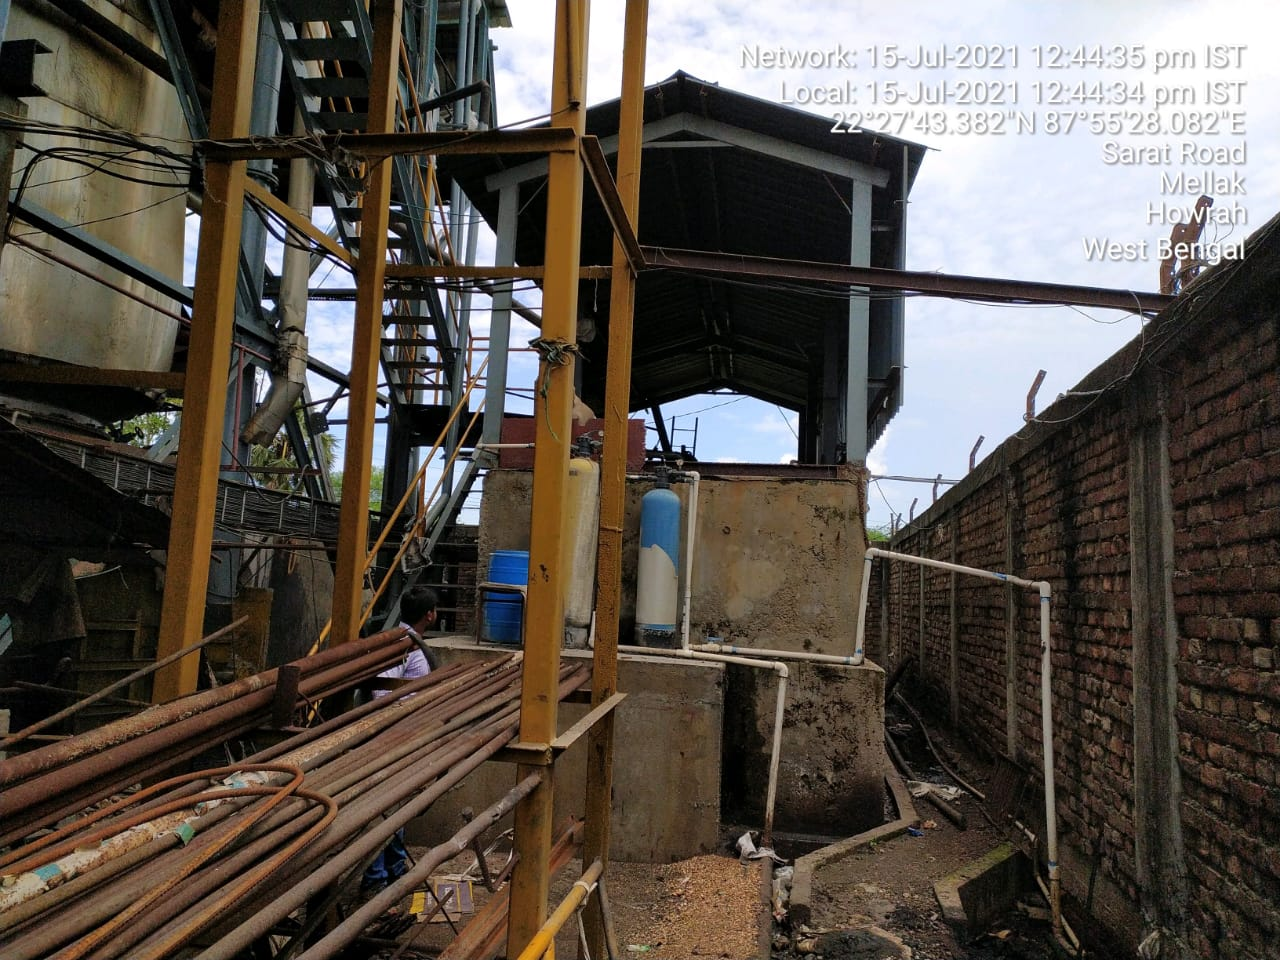 Network: 15-Jul-2021 12:44:35 pm IST
Local: 15-Jul-2021 12:44:34 pm IST
22°27'43.382"N 87°55'28.082"E
Sarat Road
Mellak
Howrah
West Bengal